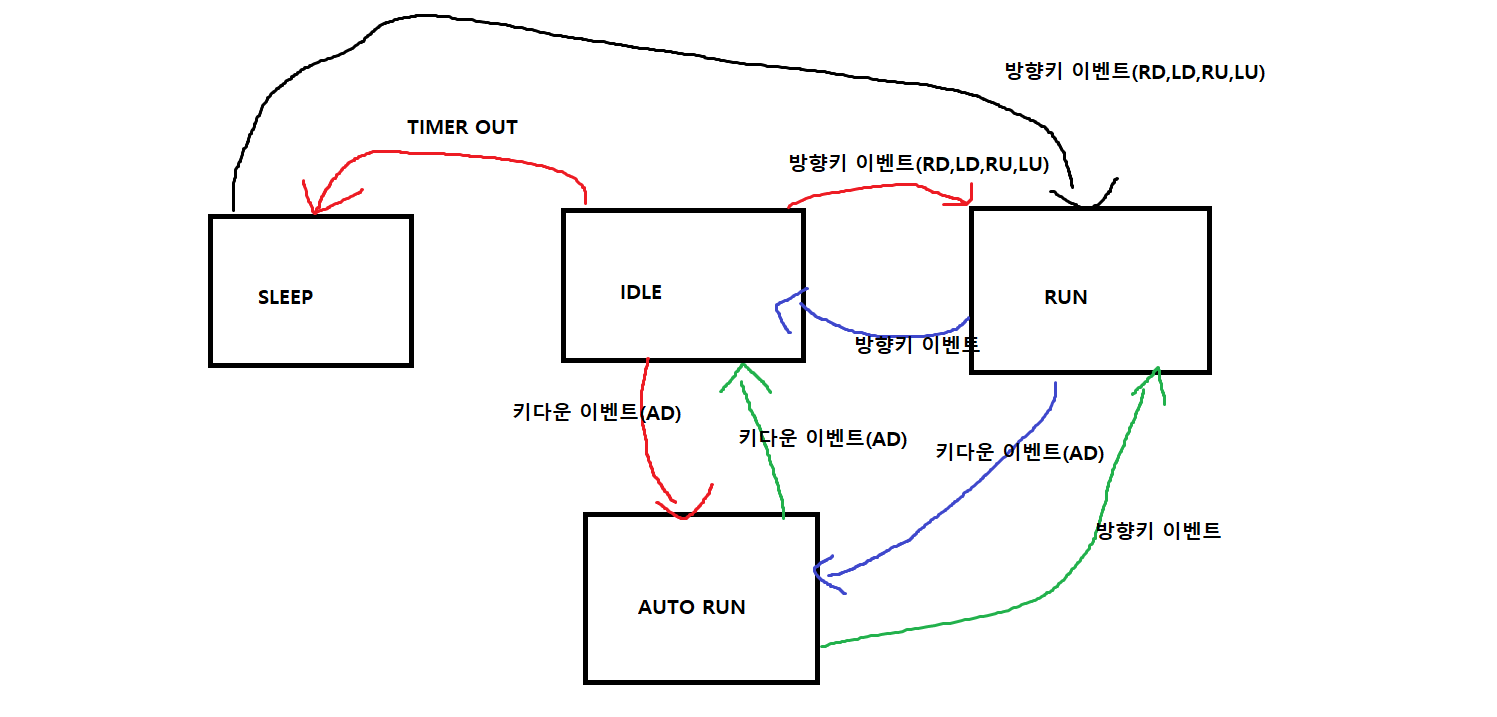 방향키 이벤트(RD,LD,RU,LU)
TIMER OUT
방향키 이벤트(RD,LD,RU,LU)
SLEEP
IDLE
RUN
방향키 이벤트
키다운 이벤트(AD)
키다운 이벤트(AD)
키다운 이벤트(AD)
방향키 이벤트
AUTO RUN